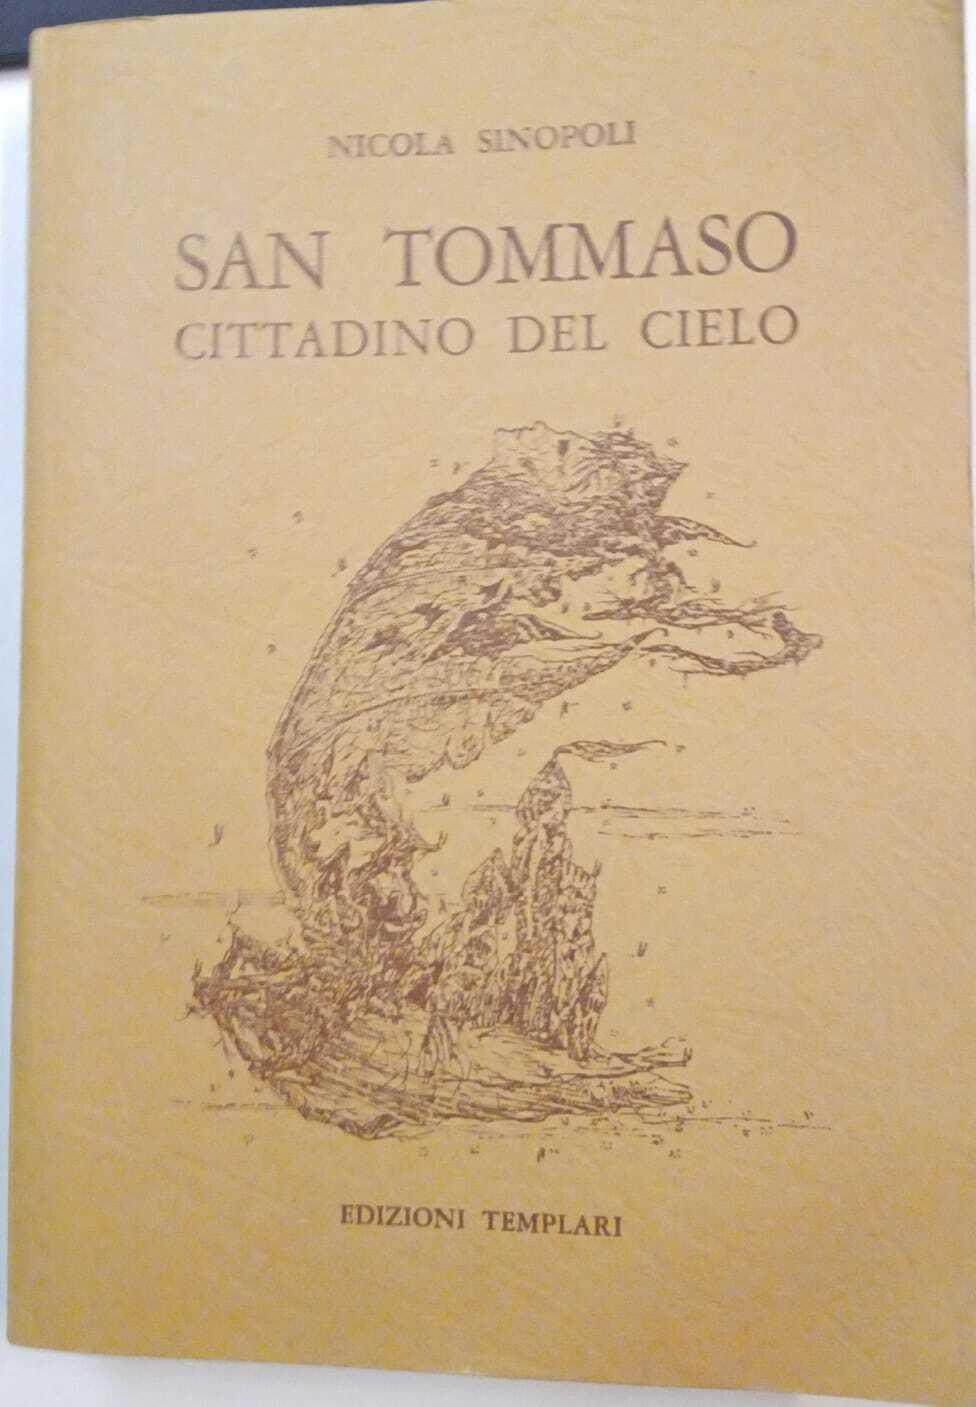 NICOLA SINOPOLI
SAN TOMMASO
CITTADINO DEL CIELO
EDIZIONI TEMPLARI